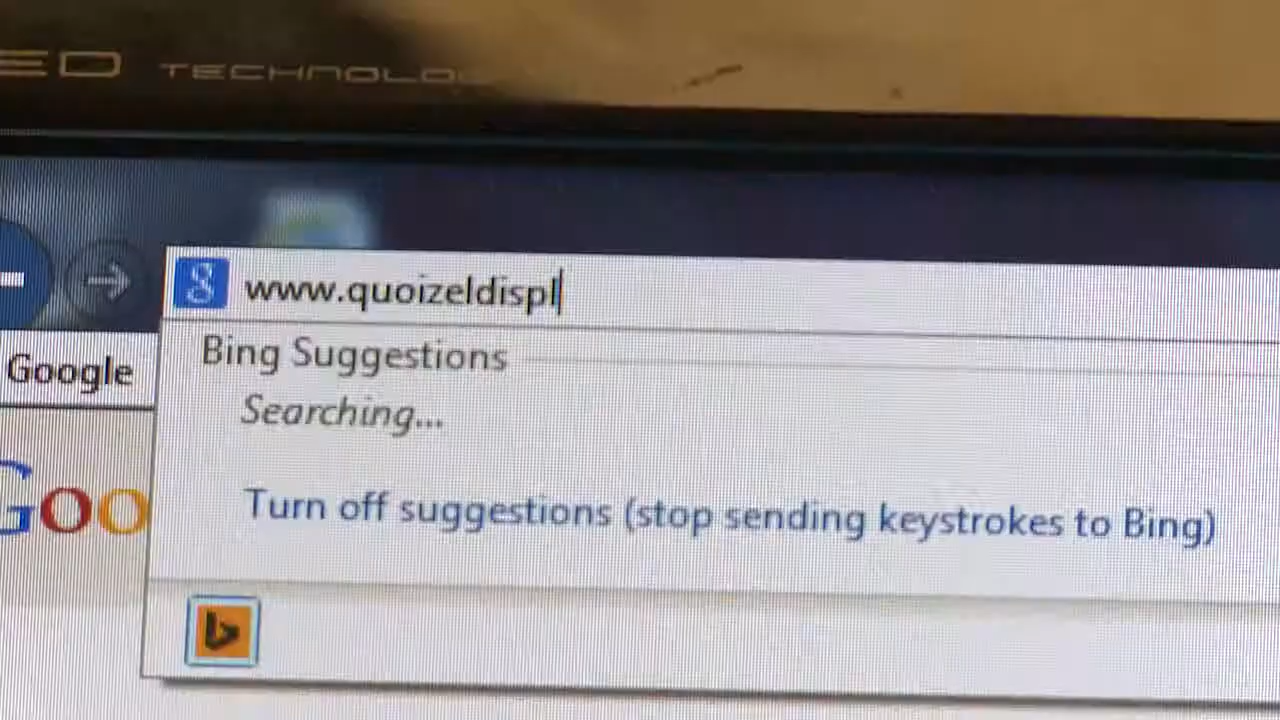 TECHNOLO
www.quoizeldispl
Bing Suggestions
Google
Searching...
Goo
Turn off suggestions (stop sending keystrokes to Bing)